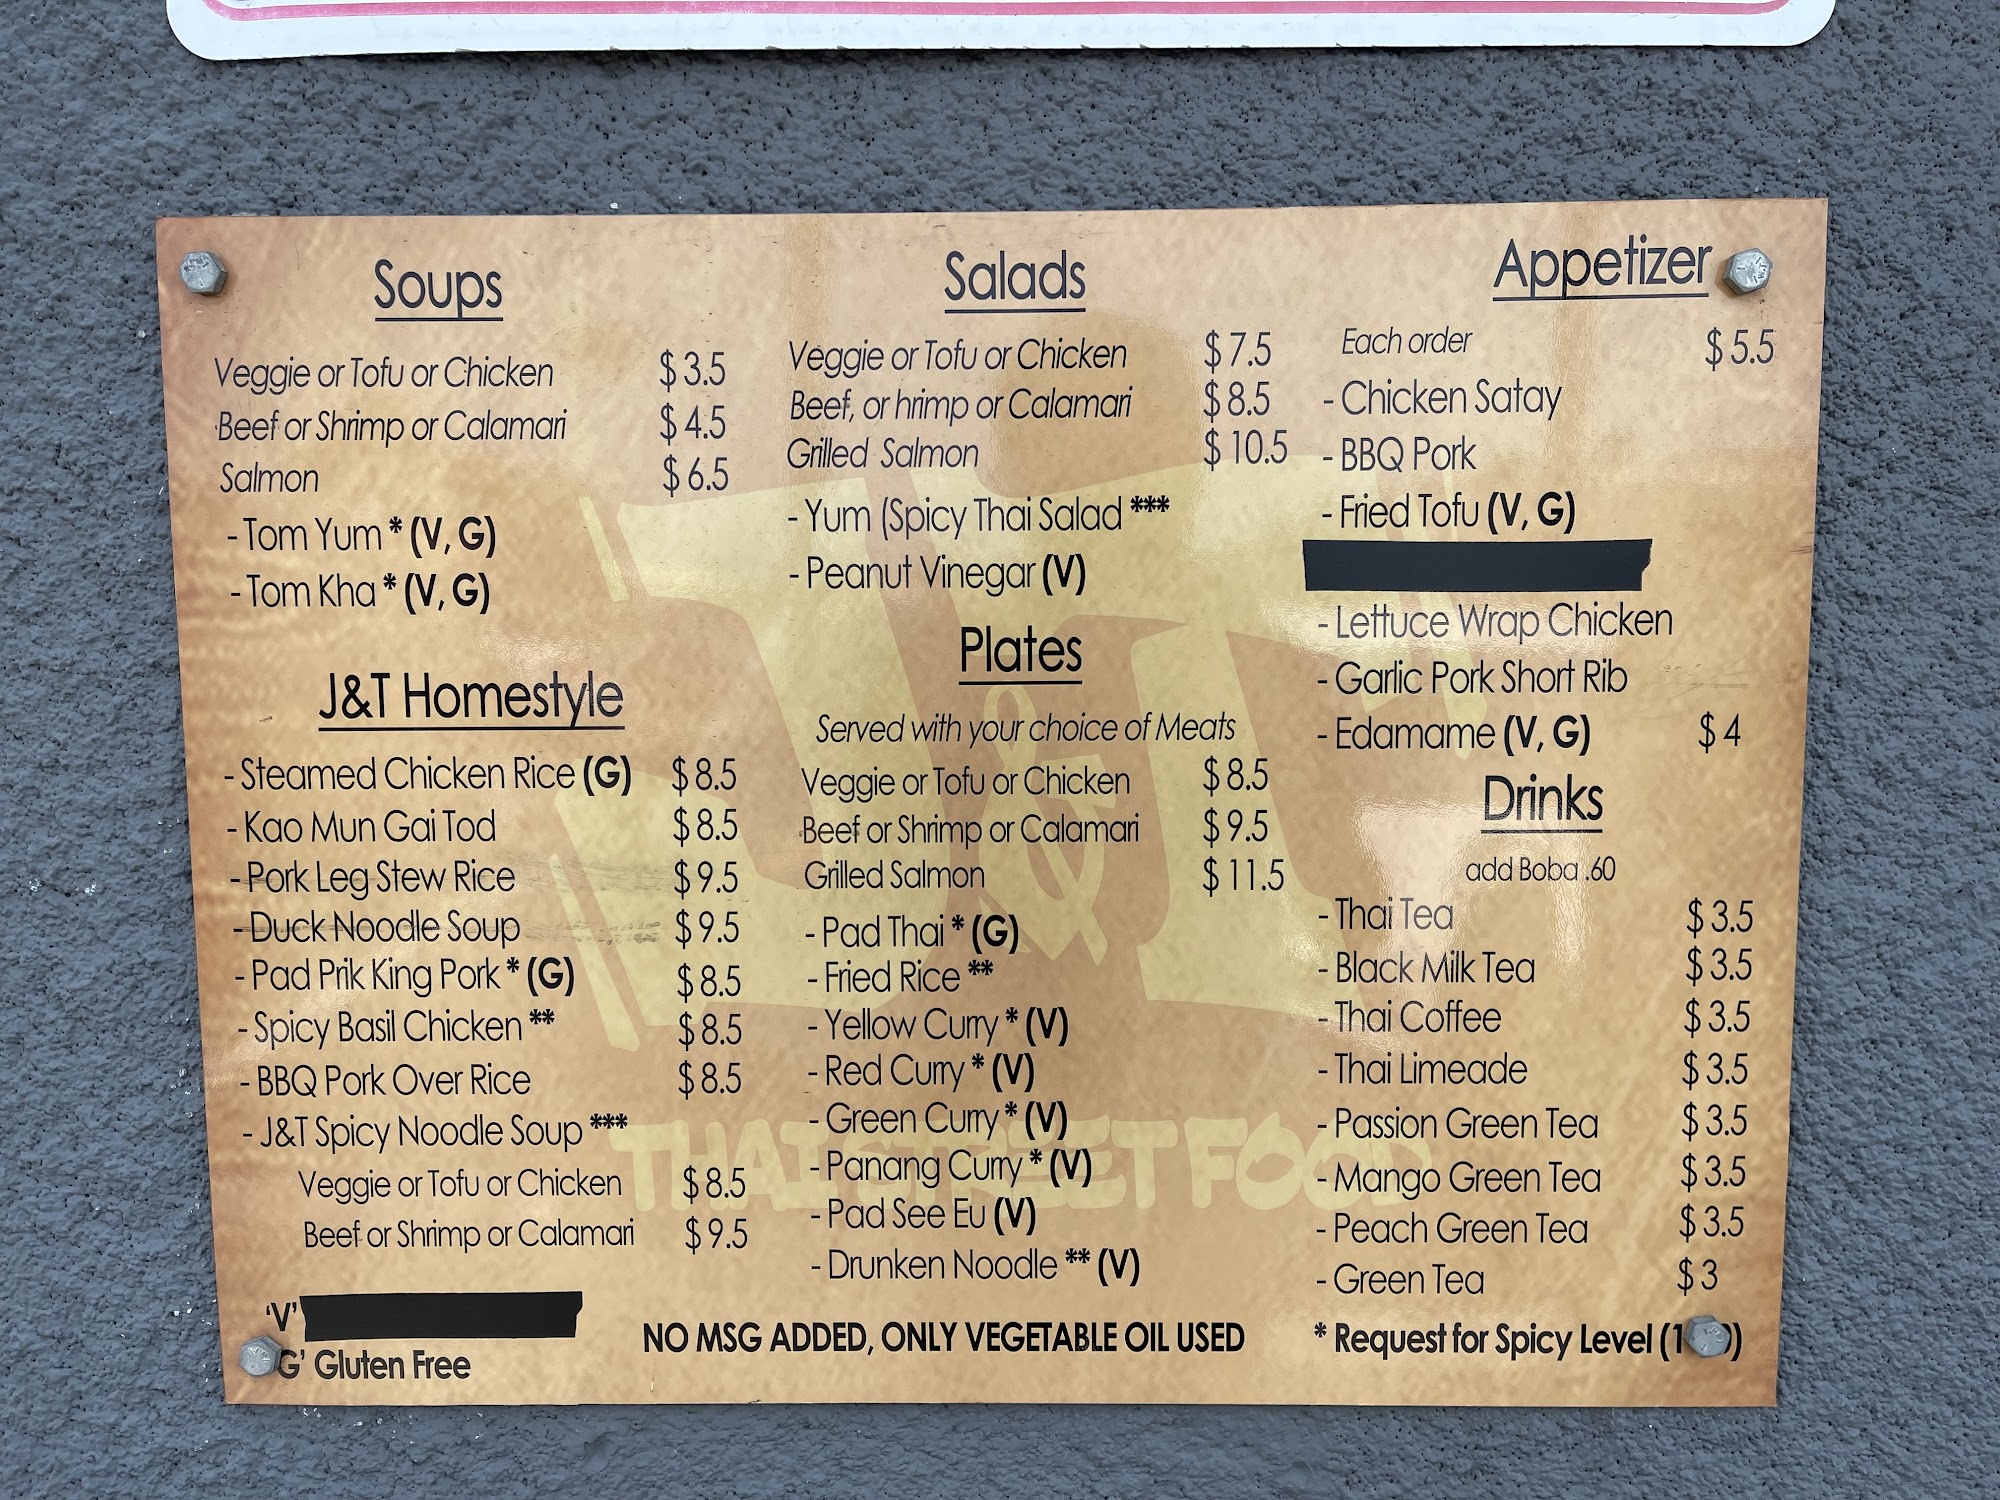 Soups
Veggie or Tofu or Chicken $ 3.5
Beef or Shrimp or Calamari $ 4.5
Salmon $ 6.5
- Tom Yum * (V, G)
- Tom Kha * (V, G)
J&T Homestyle
- Steamed Chicken Rice (G) $ 8.5
- Kao Mun Gai Tod $ 8.5
- Pork Leg Stew Rice $ 9.5
- Duck Noodle Soup $ 9.5
- Pad Prik King Pork * (G) $ 8.5
- Spicy Basil Chicken ** $ 8.5
- BBQ Pork Over Rice $ 8.5
- J&T Spicy Noodle Soup ***
Veggie or Tofu or Chicken $ 8.5
Beef or Shrimp or Calamari $ 9.5
'V'
G' Gluten Free
Salads
Veggie or Tofu or Chicken $ 7.5
Beef, or hrimp or Calamari $ 8.5
Grilled Salmon $ 10.5
- Yum (Spicy Thai Salad ***
- Peanut Vinegar (V)
Plates
Served with your choice of Meats
Veggie or Tofu or Chicken $ 8.5
Beef or Shrimp or Calamari $ 9.5
Grilled Salmon $ 11.5
- Pad Thai * (G)
- Fried Rice **
- Yellow Curry * (V)
- Red Curry * (V)
- Green Curry * (V)
- Panang Curry * (V)
- Pad See Eu (V)
- Drunken Noodle ** (V)
NO MSG ADDED, ONLY VEGETABLE OIL USED
Appetizer
Each order $ 5.5
- Chicken Satay
- BBQ Pork
- Fried Tofu (V, G)
- Lettuce Wrap Chicken
- Garlic Pork Short Rib
- Edamame (V, G) $ 4
Drinks
add Boba .60
- Thai Tea $ 3.5
- Black Milk Tea $ 3.5
- Thai Coffee $ 3.5
- Thai Limeade $ 3.5
- Passion Green Tea $ 3.5
- Mango Green Tea $ 3.5
- Peach Green Tea $ 3.5
- Green Tea $ 3
* Request for Spicy Level
J&T
THAI STREET FOOD